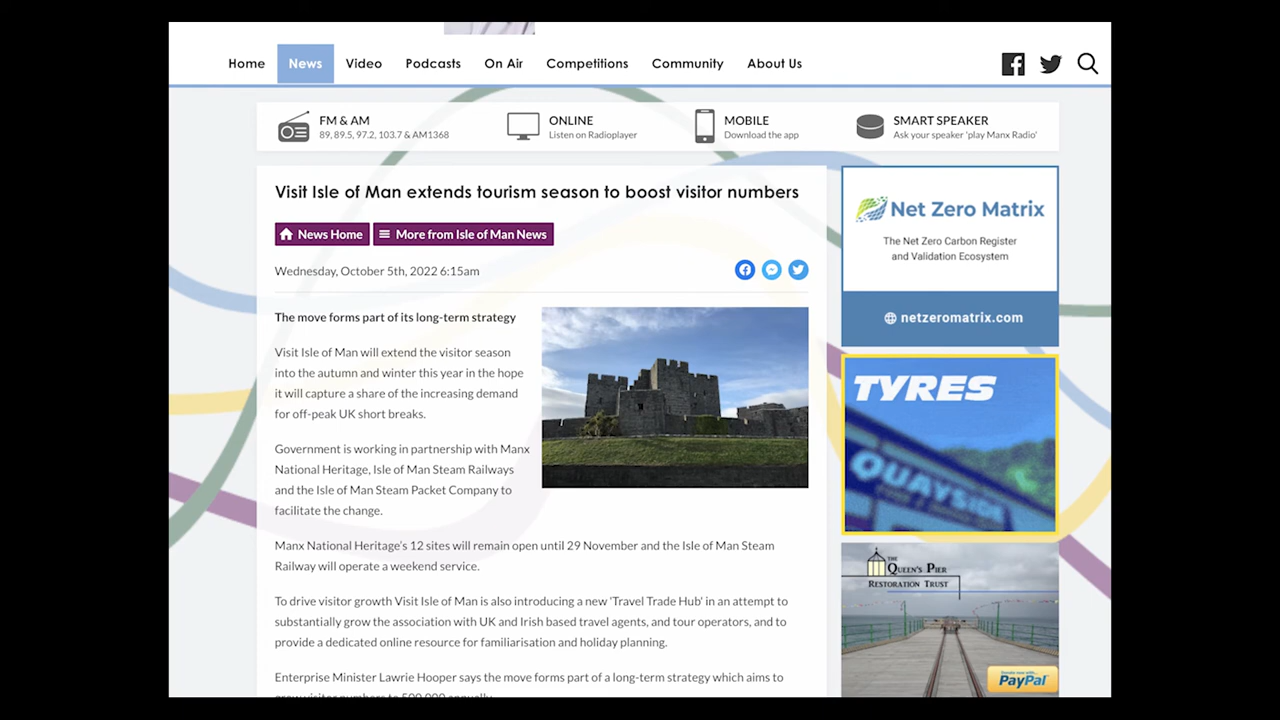 Home News Video Podcasts On Air Competitions Community About Us
FM & AM
89, 89.5, 97.2, 103.7 & AM1368
ONLINE
Listen on Radioplayer
MOBILE
Download the app
SMART SPEAKER
Ask your speaker 'play Manx Radio'
Visit Isle of Man extends tourism season to boost visitor numbers
News Home More from Isle of Man News
Wednesday, October 5th, 2022 6:15am
The move forms part of its long-term strategy
Visit Isle of Man will extend the visitor season
into the autumn and winter this year in the hope
it will capture a share of the increasing demand
for off-peak UK short breaks.
Government is working in partnership with Manx
National Heritage, Isle of Man Steam Railways
and the Isle of Man Steam Packet Company to
facilitate the change.
Manx National Heritage's 12 sites will remain open until 29 November and the Isle of Man Steam
Railway will operate a weekend service.
To drive visitor growth Visit Isle of Man is also introducing a new 'Travel Trade Hub' in an attempt to
substantially grow the association with UK and Irish based travel agents, and tour operators, and to
provide a dedicated online resource for familiarisation and holiday planning.
Enterprise Minister Lawrie Hooper says the move forms part of a long-term strategy which aims to
grow visitor numbers to 500,000 annually.
Net Zero Matrix
The Net Zero Carbon Register
and Validation Ecosystem
netzeromatrix.com
TYRES
QUAYSIDE
THE
QUEEN'S PIER
RESTORATION TRUST
PayPal